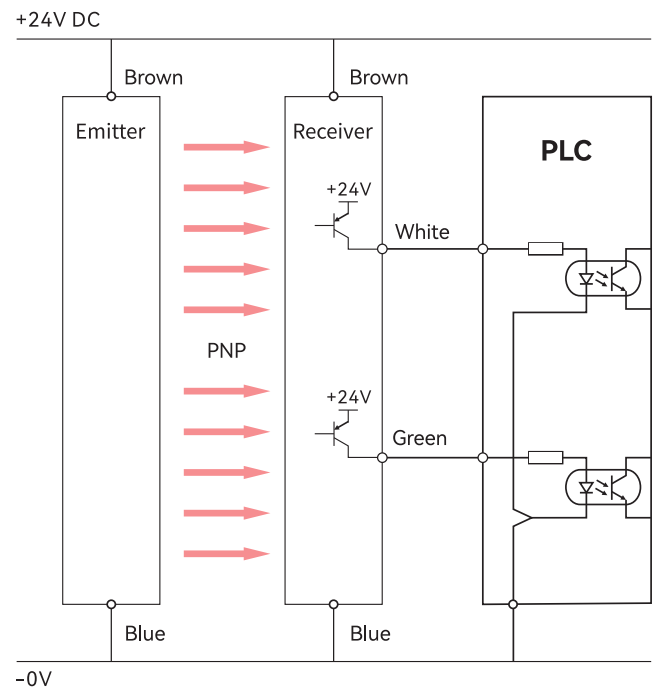 +24V DC
Brown
Brown
Emitter
Receiver
PLC
+24V
White
PNP
+24V
Green
Blue
Blue
-0V